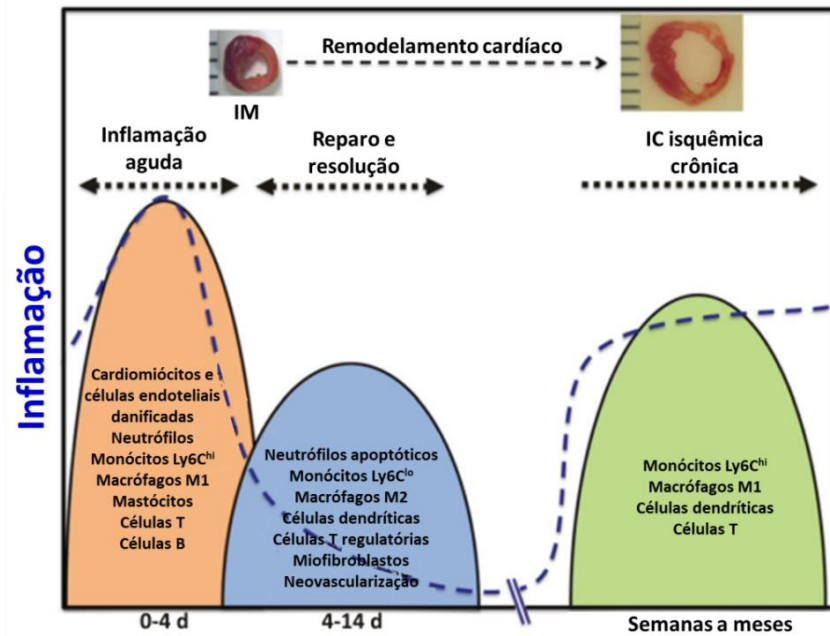 Remodelamento cardíaco
IM
Inflamação
aguda
Reparo e
resolução
IC isquêmica
crônica
Inflamação
Cardiomiócitos e
células endoteliais
danificadas
Neutrófilos
Monócitos Ly6Cʰⁱ
Macrófagos M1
Mastócitos
Células T
Células B
Neutrófilos apoptóticos
Monócitos Ly6Cˡᵒ
Macrófagos M2
Células dendríticas
Células T regulatórias
Miofibroblastos
Neovascularização
Monócitos Ly6Cʰⁱ
Macrófagos M1
Células dendríticas
Células T
0-4 d
4-14 d
Semanas a meses